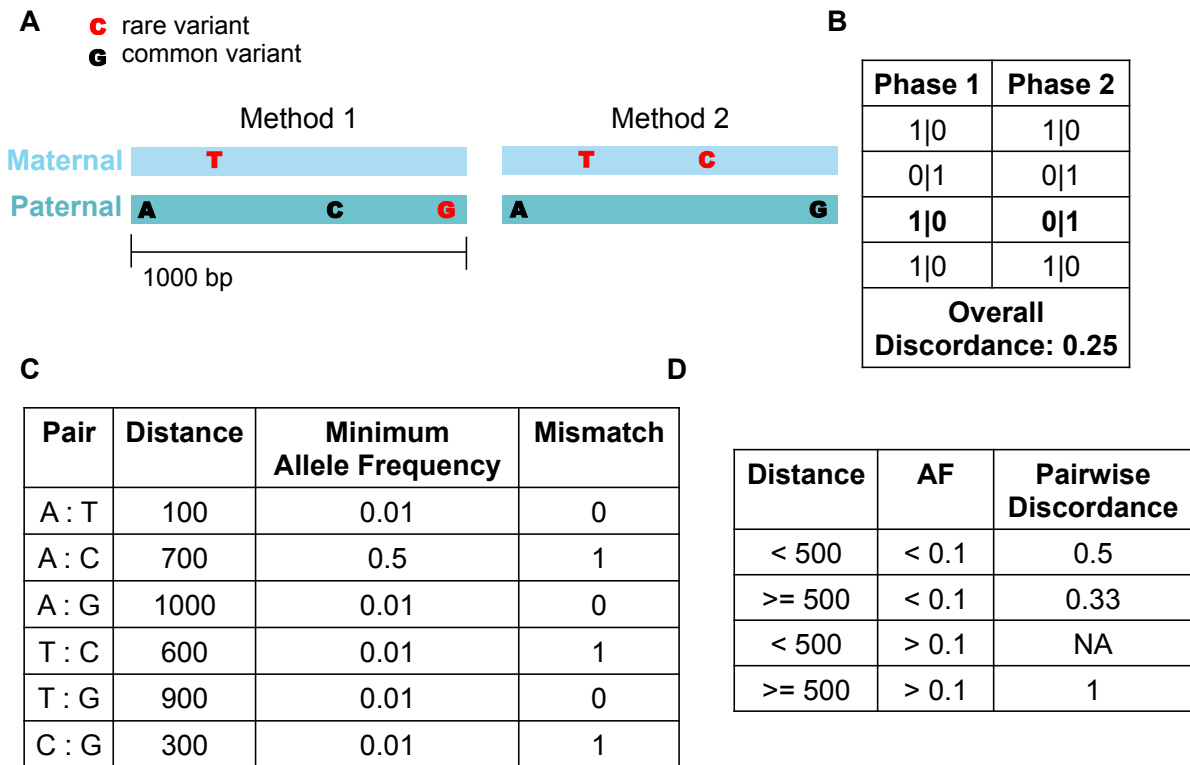 A
C rare variant
G common variant
Method 1
Method 2
Maternal
T
T C
Paternal
A C G
A G
1000 bp
B
Phase 1 Phase 2
1|0 1|0
0|1 0|1
1|0 0|1
1|0 1|0
Overall
Discordance: 0.25
C
Pair Distance Minimum Allele Frequency Mismatch
A : T 100 0.01 0
A : C 700 0.5 1
A : G 1000 0.01 0
T : C 600 0.01 1
T : G 900 0.01 0
C : G 300 0.01 1
D
Distance AF Pairwise Discordance
< 500 < 0.1 0.5
>= 500 < 0.1 0.33
< 500 > 0.1 NA
>= 500 > 0.1 1